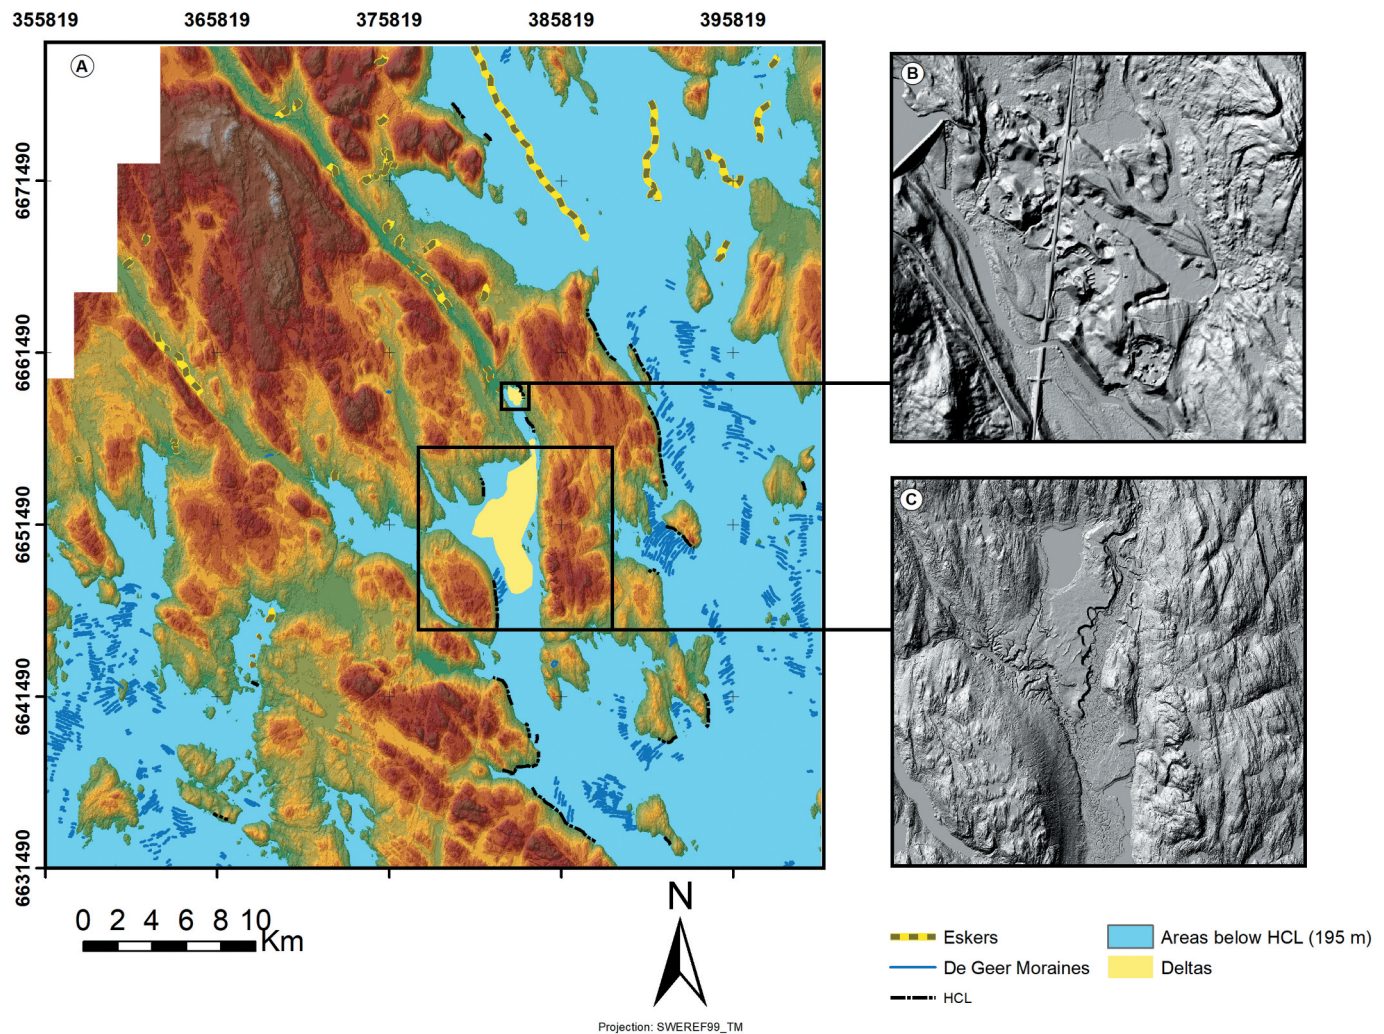 355819 365819 375819 385819 395819
A
B
6671490
6661490
6651490
6641490
6631490
C
0 2 4 6 8 10
Km
N
Eskers
De Geer Moraines
HCL
Areas below HCL (195 m)
Deltas
Projection: SWEREF99_TM